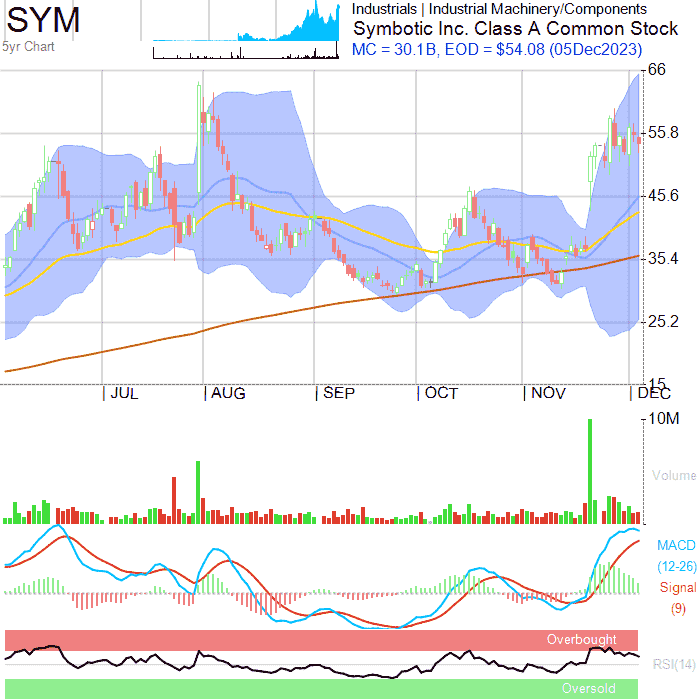 SYM
5yr Chart
Industrials | Industrial Machinery/Components
Symbotic Inc. Class A Common Stock
MC = 30.1B, EOD = $54.08 (05Dec2023)
66
55.8
45.6
35.4
25.2
15
JUL
AUG
SEP
OCT
NOV
DEC
10M
Volume
MACD
(12-26)
Signal
(9)
Overbought
RSI(14)
Oversold